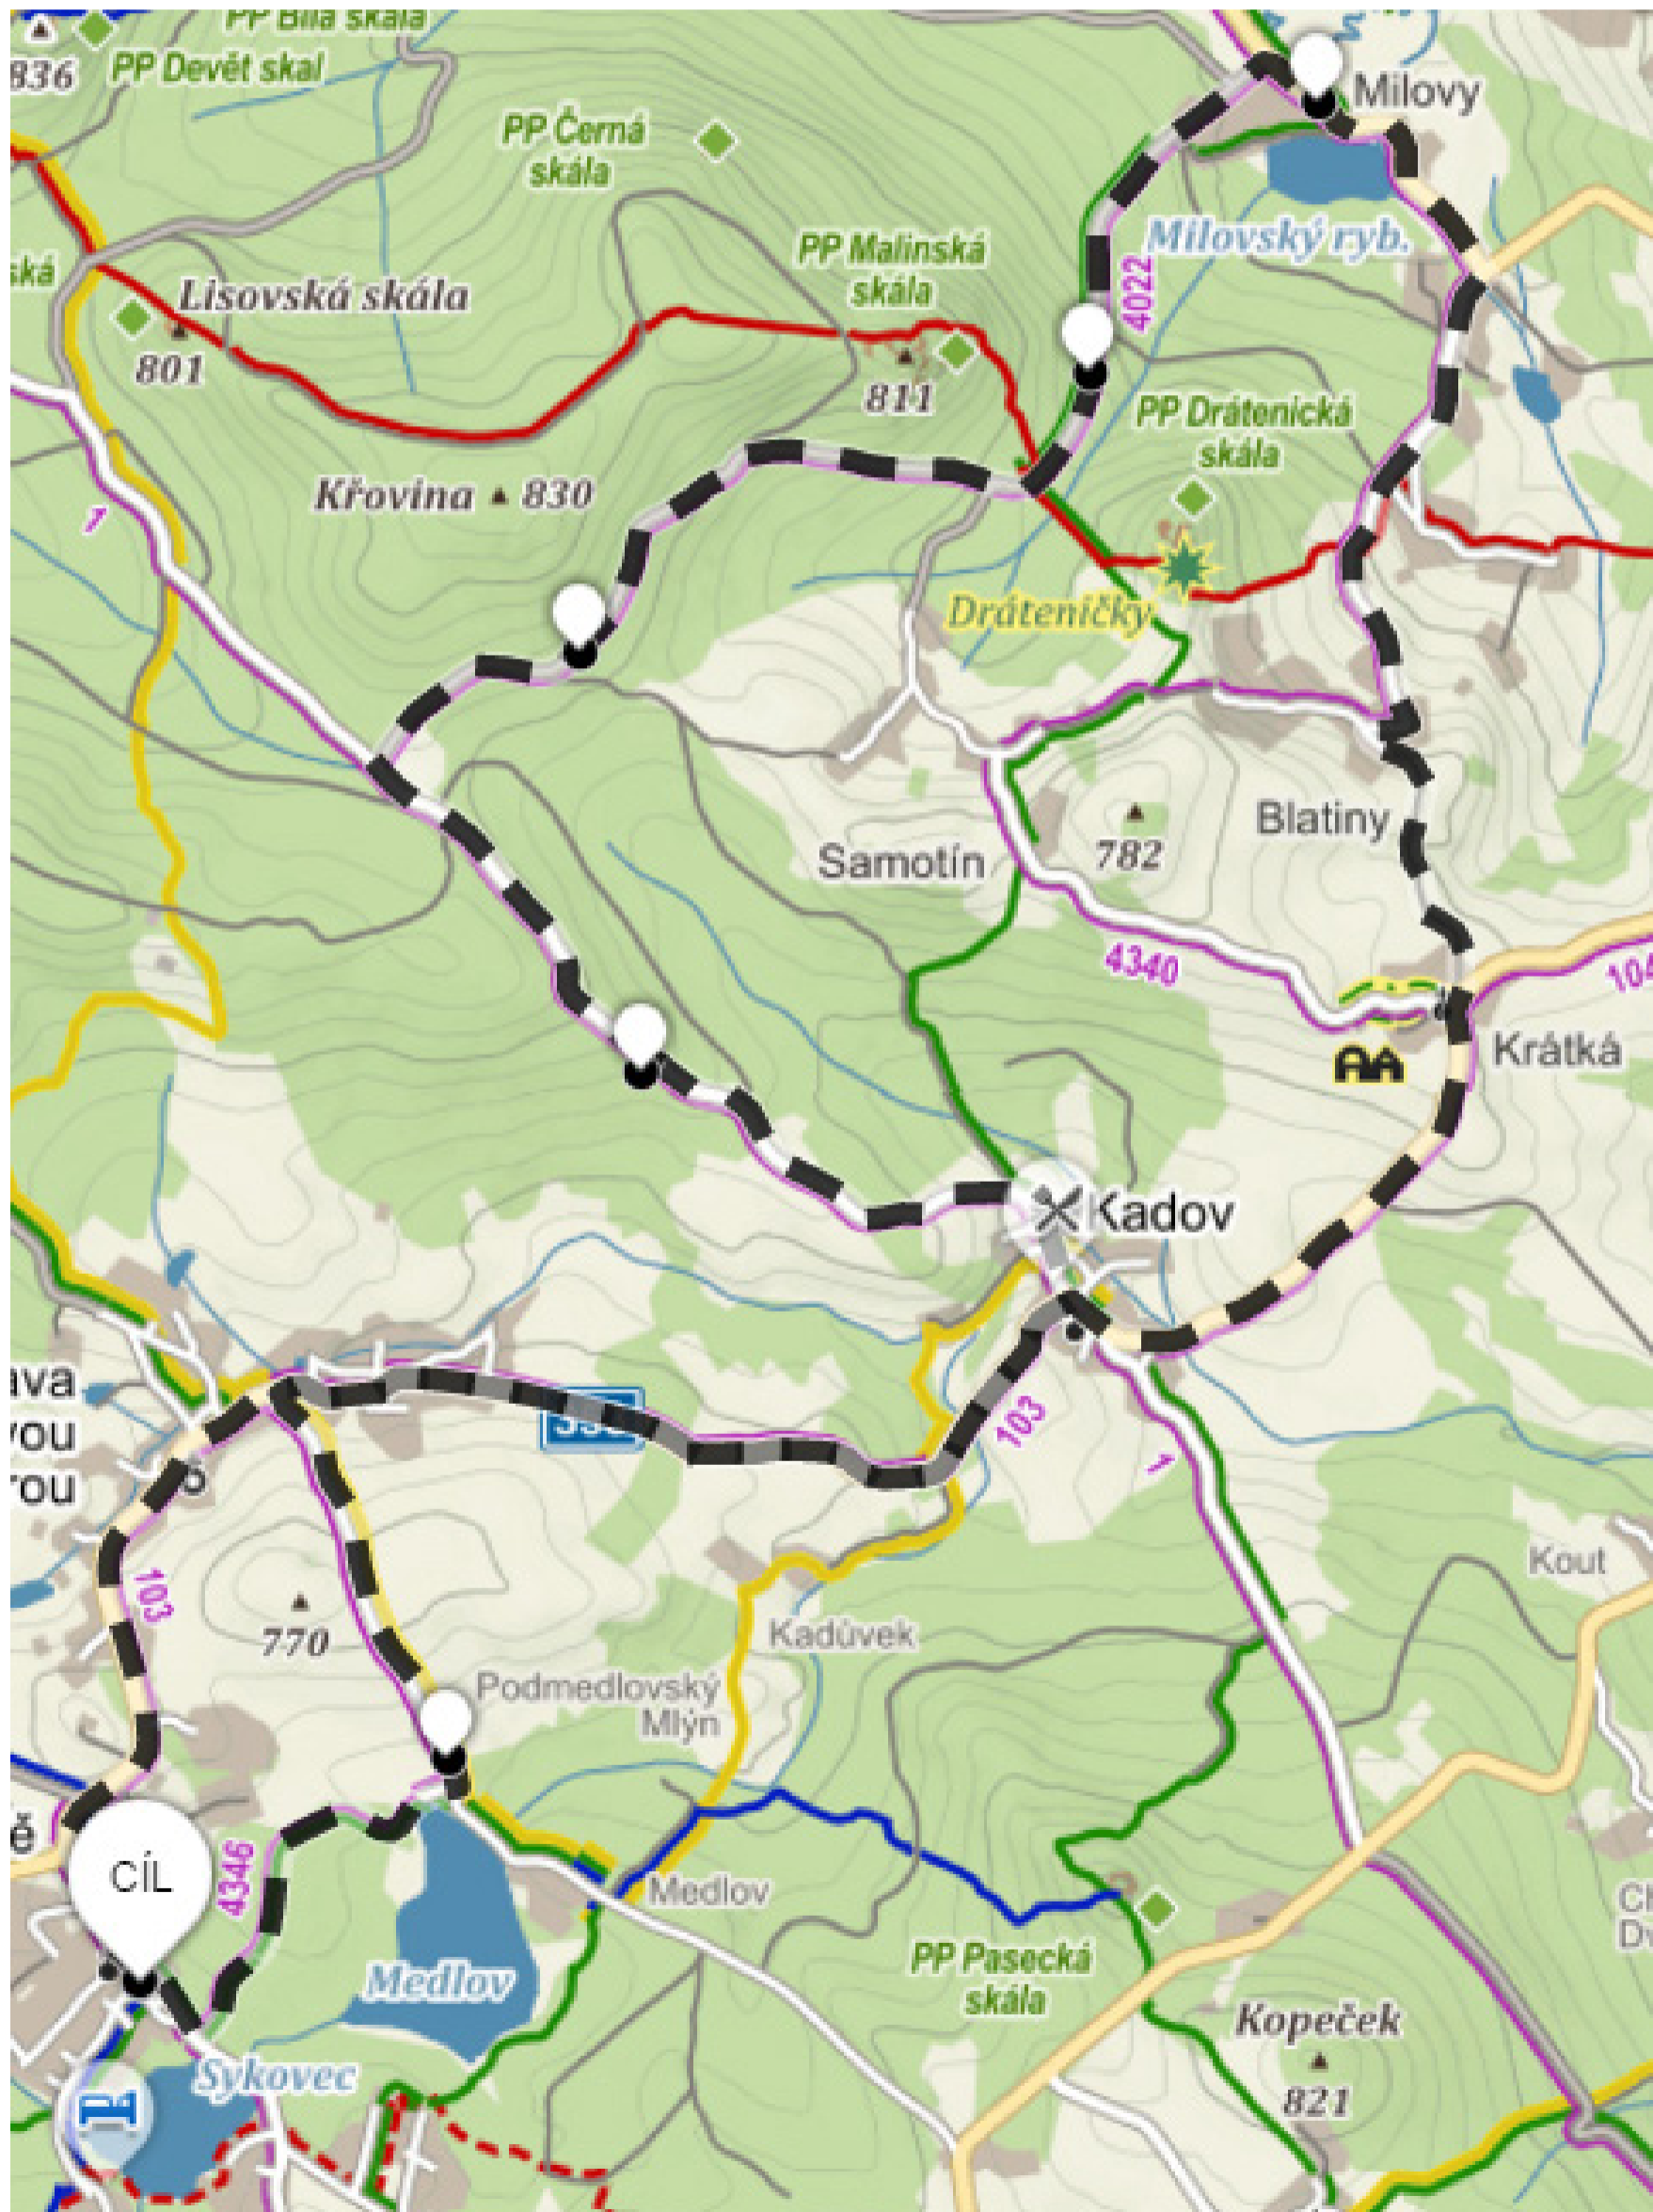 PP Bílá skála
836
PP Devět skal
PP Černá
skála
Milovy
Milovský ryb.
PP Malinská
skála
ská
Lisovská skála
801
811
4022
PP Drátenická
skála
Křovina
830
1
Dráteničky
Blatiny
782
Samotín
4340
104
Krátká
Kadov
103
1
Kout
103
770
Kadůvek
Podmedlovský
Mlýn
CÍL
4346
Medlov
Medlov
PP Pasecká
skála
Kopeček
821
Sykovec